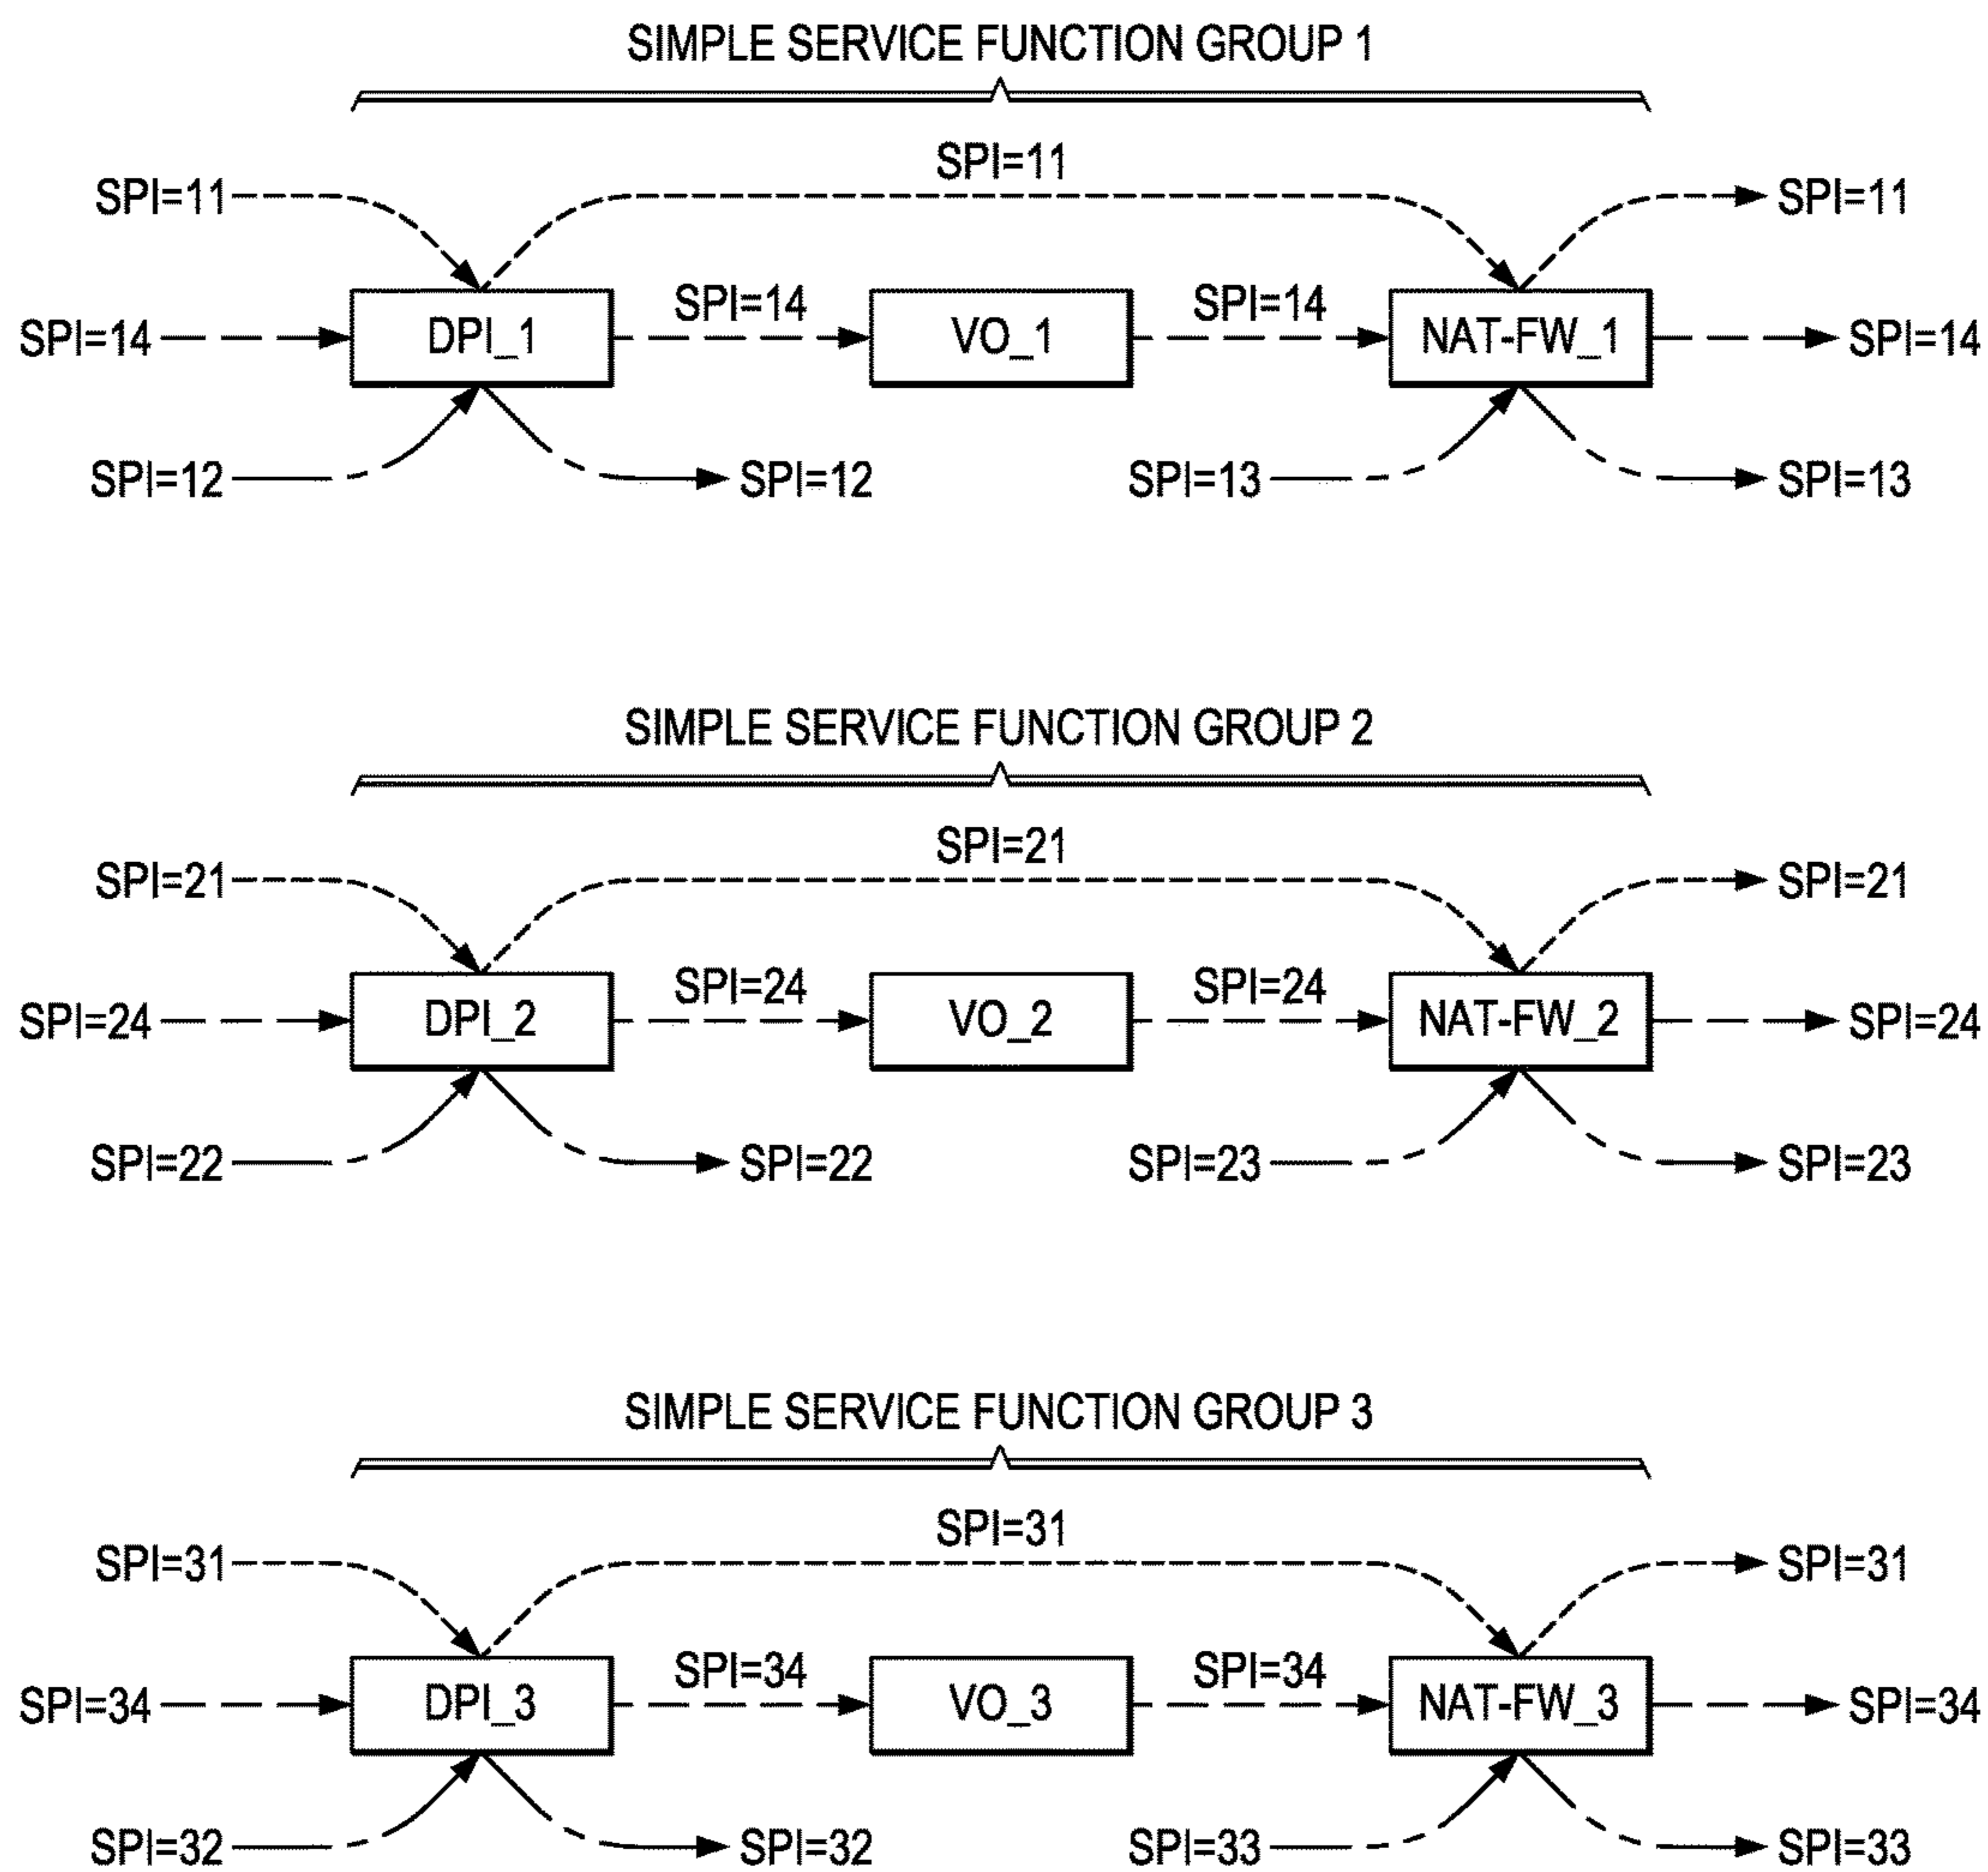 SIMPLE SERVICE FUNCTION GROUP 1
SPI=11
SPI=11
SPI=11
SPI=14
DPI_1
SPI=14
VO_1
SPI=14
NAT-FW_1
SPI=14
SPI=12
SPI=12
SPI=13
SPI=13
SIMPLE SERVICE FUNCTION GROUP 2
SPI=21
SPI=21
SPI=21
SPI=24
DPI_2
SPI=24
VO_2
SPI=24
NAT-FW_2
SPI=24
SPI=22
SPI=22
SPI=23
SPI=23
SIMPLE SERVICE FUNCTION GROUP 3
SPI=31
SPI=31
SPI=31
SPI=34
DPI_3
SPI=34
VO_3
SPI=34
NAT-FW_3
SPI=34
SPI=32
SPI=32
SPI=33
SPI=33